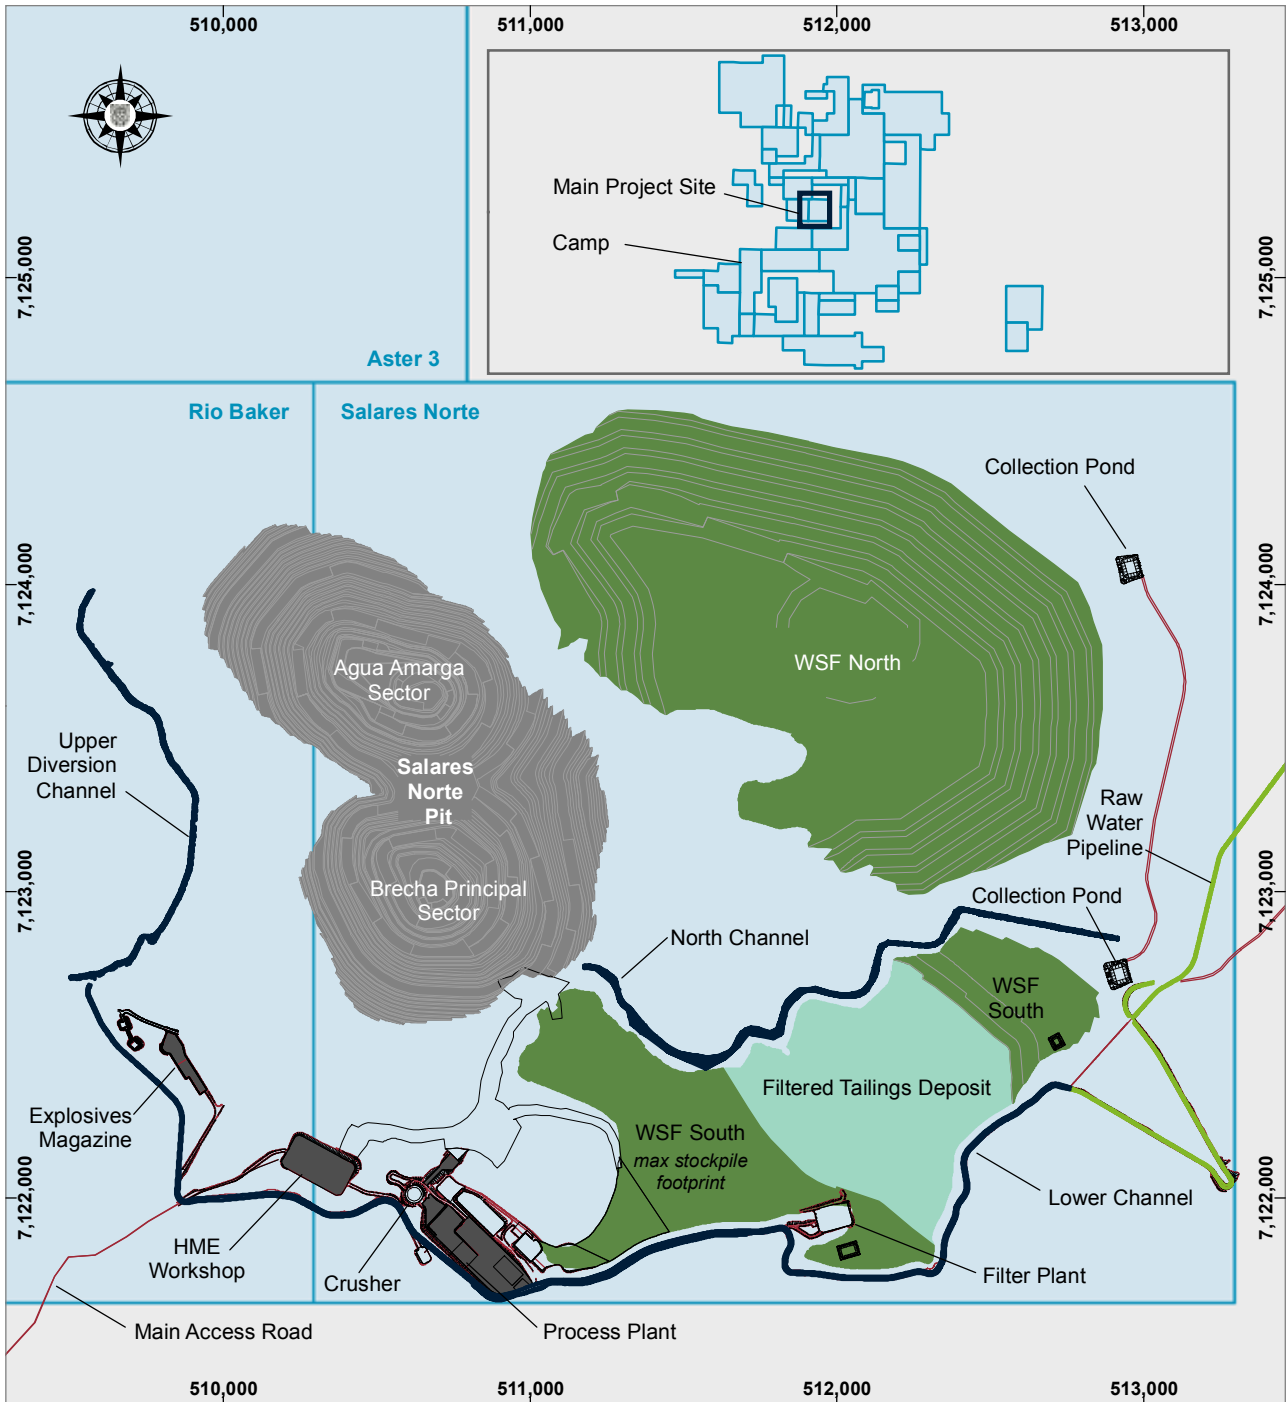 510,000
511,000
512,000
513,000
Main Project Site
Camp
7,125,000
7,125,000
Aster 3
Rio Baker
Salares Norte
Collection Pond
7,124,000
7,124,000
WSF North
Agua Amarga
Sector
Upper
Diversion
Channel
Salares
Norte
Pit
Raw
Water
Pipeline
Brecha Principal
Sector
7,123,000
7,123,000
Collection Pond
North Channel
WSF
South
Filtered Tailings Deposit
Explosives
Magazine
WSF South
max stockpile
footprint
7,122,000
7,122,000
Lower Channel
HME
Workshop
Crusher
Filter Plant
Main Access Road
Process Plant
510,000
511,000
512,000
513,000